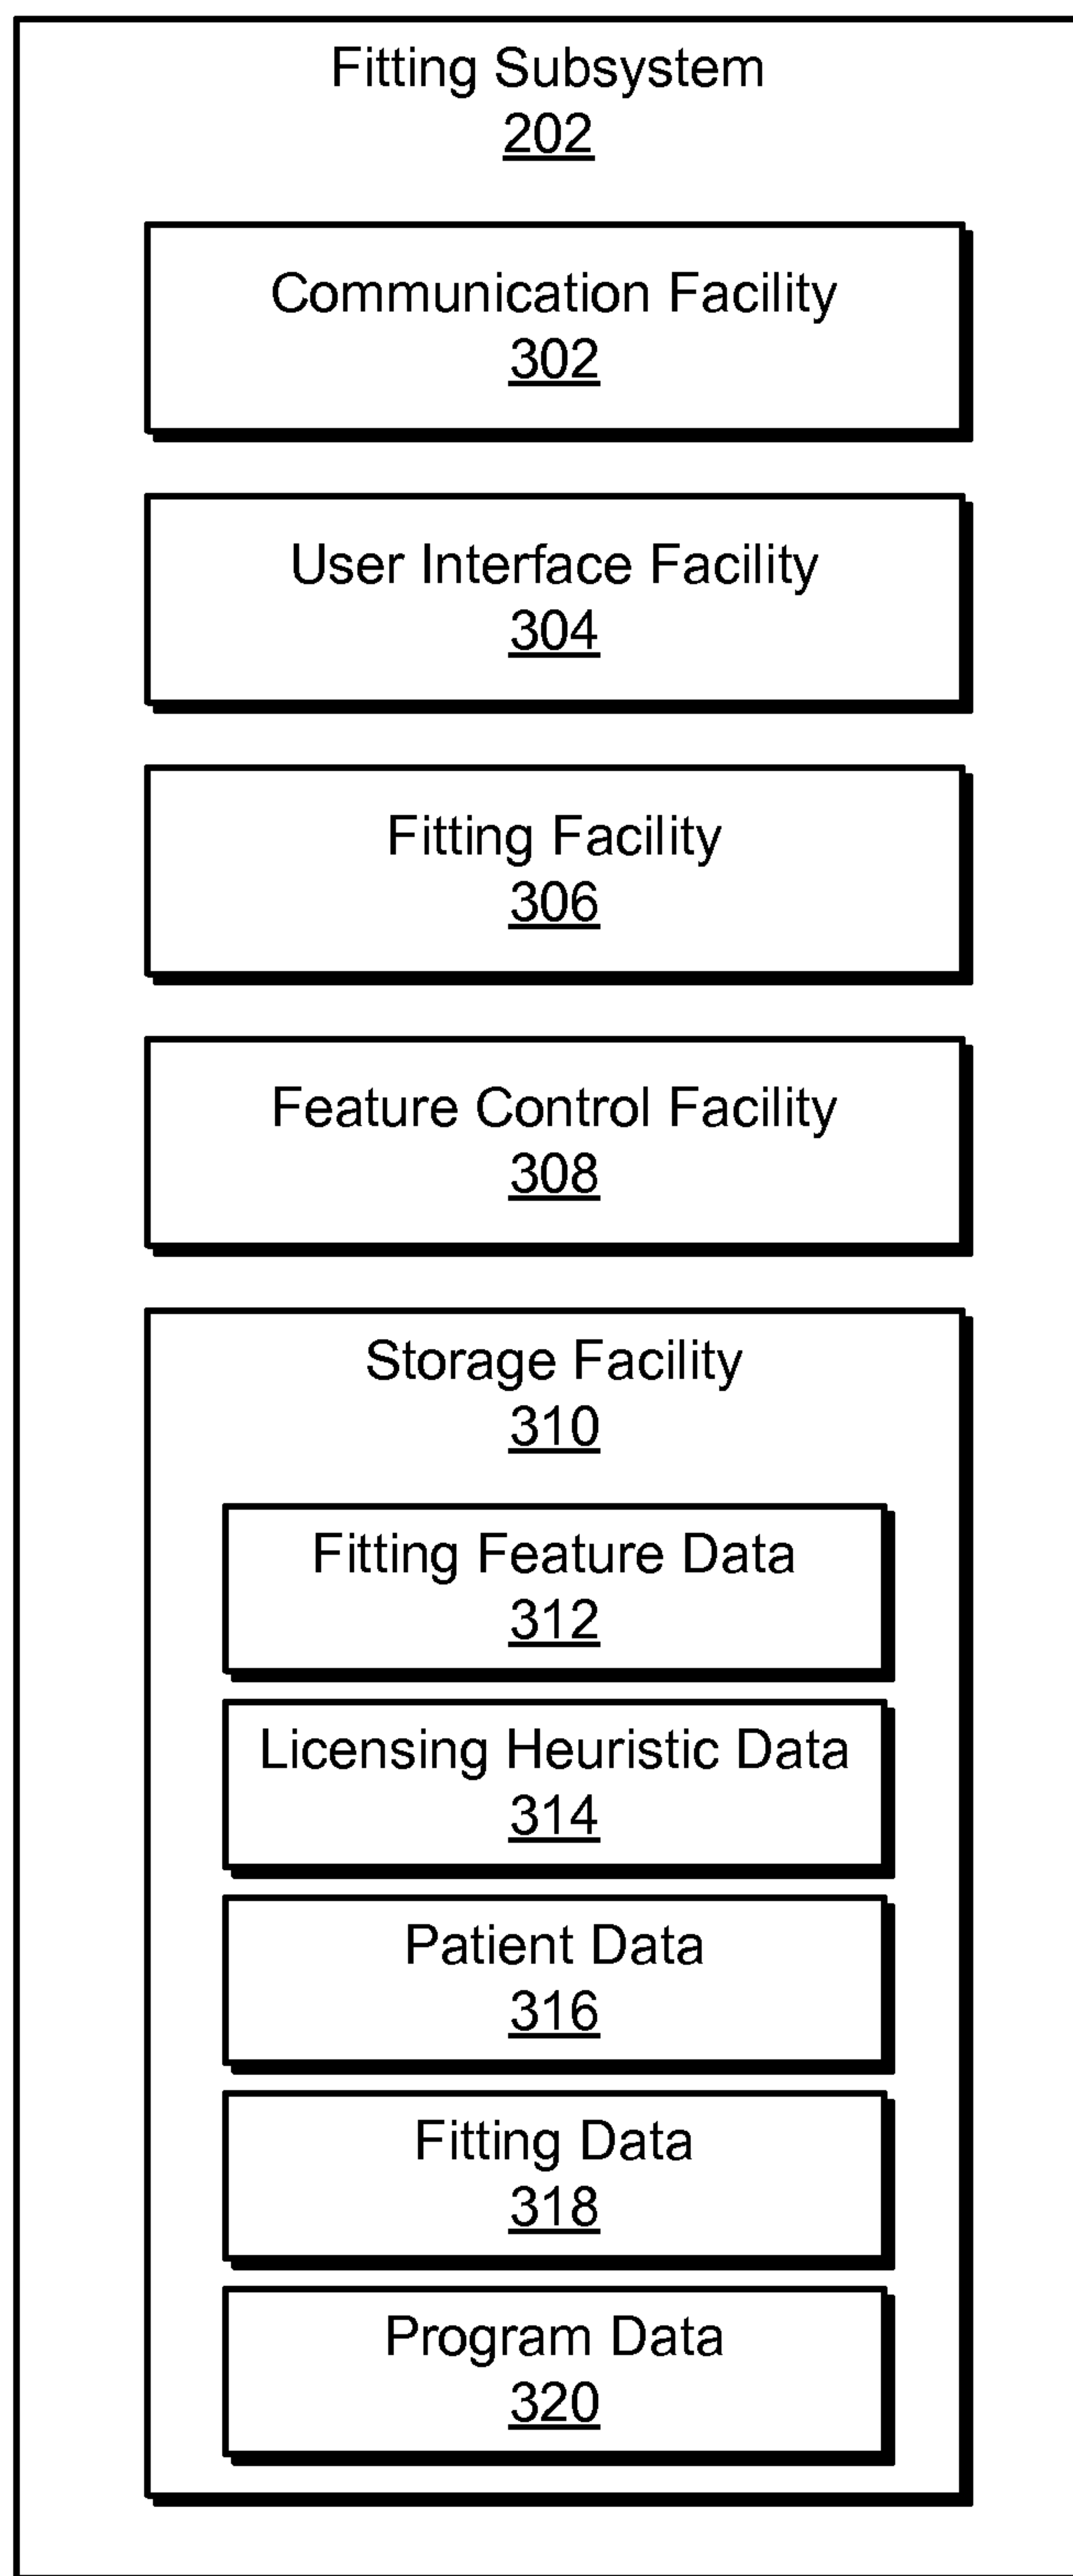 Fitting Subsystem
202
Communication Facility
302
User Interface Facility
304
Fitting Facility
306
Feature Control Facility
308
Storage Facility
310
Fitting Feature Data
312
Licensing Heuristic Data
314
Patient Data
316
Fitting Data
318
Program Data
320